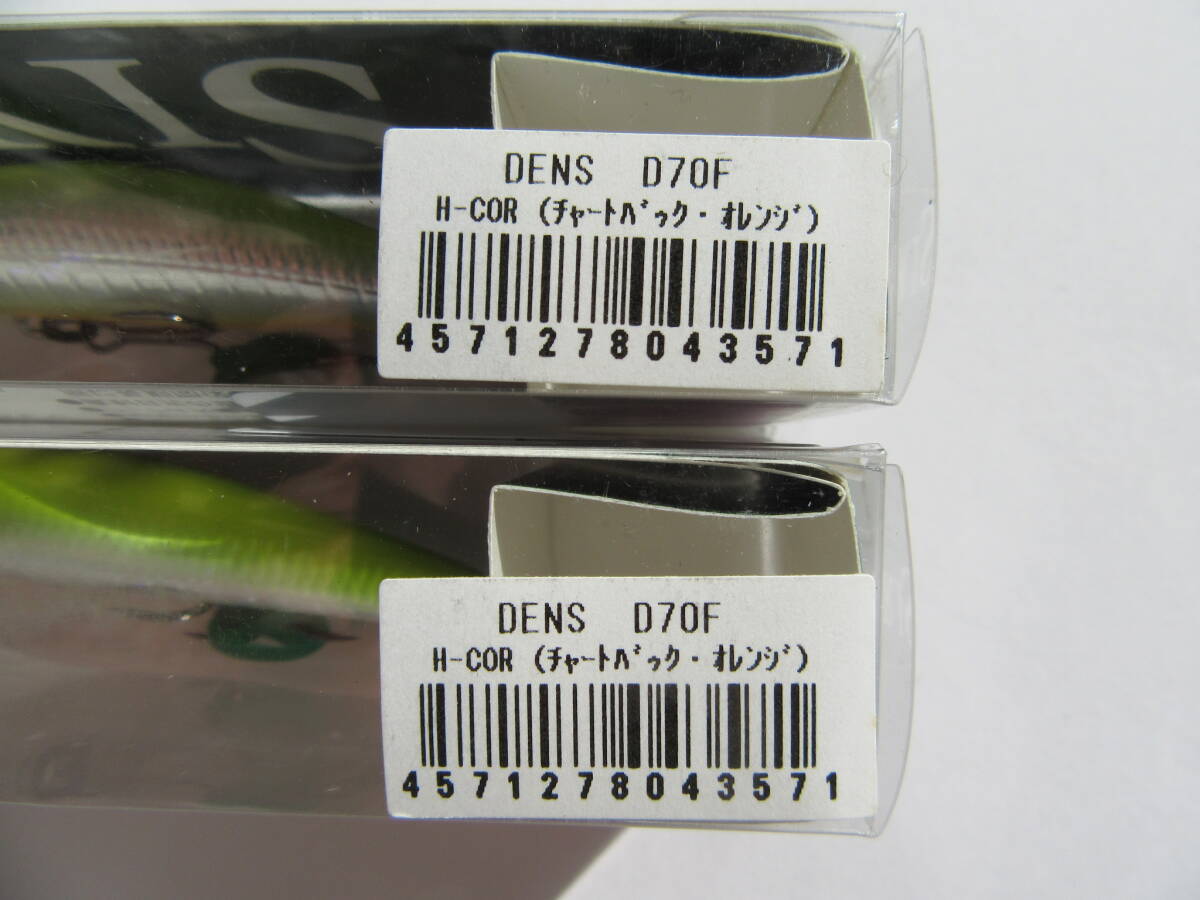 NIS
DENS D70F
H-COR (ﾁｬｰﾄﾊﾞｯｸ・ｵﾚﾝｼﾞ)
4571278043571
DENS D70F
H-COR (ﾁｬｰﾄﾊﾞｯｸ・ｵﾚﾝｼﾞ)
4571278043571